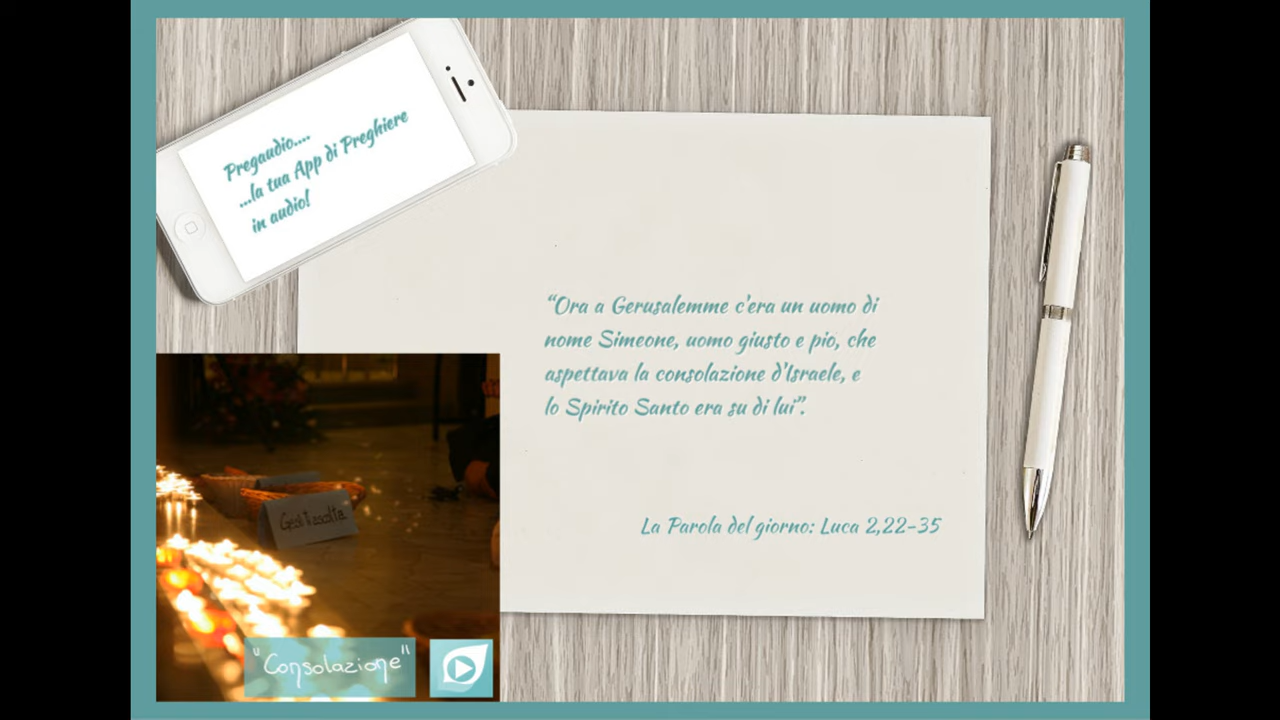 Pregaudio....
...la tua App di Preghiere
in audio!
“Ora a Gerusalemme c'era un uomo di
nome Simeone, uomo giusto e pio, che
aspettava la consolazione d'Israele, e
lo Spirito Santo era su di lui”.
La Parola del giorno: Luca 2,22-35
Gesù ti ascolta
"Consolazione"